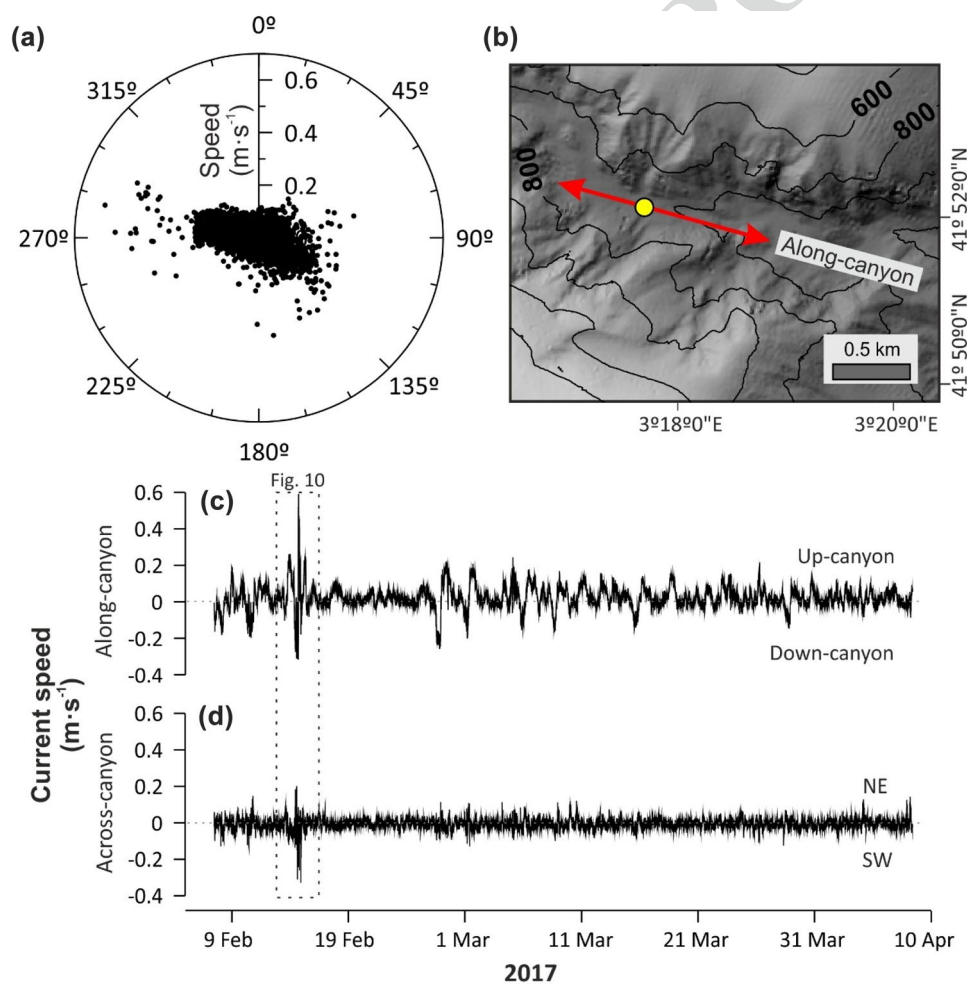 (a)
0º
45º
90º
135º
180º
225º
270º
315º
0.6
0.4
0.2
Speed
(m·s⁻¹)
(b)
600
800
800
Along-canyon
0.5 km
41º 52º0"N
41º 50º0"N
3º18º0"E
3º20º0"E
Fig. 10
(c)
0.6
0.4
0.2
0
-0.2
-0.4
Along-canyon
Up-canyon
Down-canyon
Current speed
(m·s⁻¹)
(d)
0.6
0.4
0.2
0
-0.2
-0.4
Across-canyon
NE
SW
9 Feb
19 Feb
1 Mar
11 Mar
21 Mar
31 Mar
10 Apr
2017